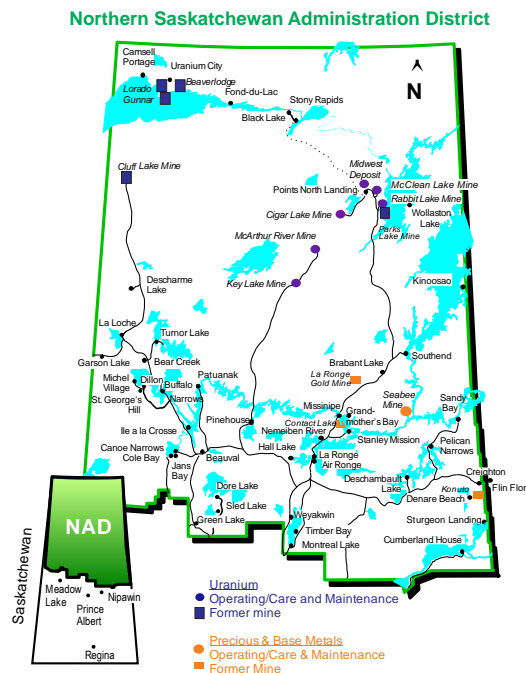 Northern Saskatchewan Administration District
Camsell
Portage
Uranium City
Beaverlodge
Lorado
Gunnar
Fond-du-Lac
Stony Rapids
Black Lake
N
Midwest
Deposit
Cluff Lake Mine
Points North Landing
McClean Lake Mine
Rabbit Lake Mine
Cigar Lake Mine
Wollaston
Lake
Parks
Lake Mine
McArthur River Mine
Key Lake Mine
Descharme
Lake
Kinoosao
La Loche
Turnor Lake
Garson Lake
Bear Creek
Southend
Brabant Lake
La Ronge
Gold Mine
Michel
Village
Dillon
Buffalo
Narrows
Patuanak
St. George's
Hill
Seabee
Mine
Sandy
Bay
Missinipe
Grand-
mother's Bay
Pinehouse
Contact Lake
Nemeiben River
Stanley Mission
Ile a la Crosse
Pelican
Narrows
Canoe Narrows
Cole Bay
Jans
Bay
Beauval
Hall Lake
La Ronge
Air Ronge
Deschambault
Lake
Creighton
Flin Flon
Konuto
Denare Beach
Dore Lake
Sled Lake
Green Lake
Weyakwin
Timber Bay
Montreal Lake
Sturgeon Landing
Cumberland House
NAD
Saskatchewan
Meadow
Lake
Nipawin
Prince
Albert
Regina
Uranium
Operating/Care and Maintenance
Former mine
Precious & Base Metals
Operating/Care & Maintenance
Former Mine